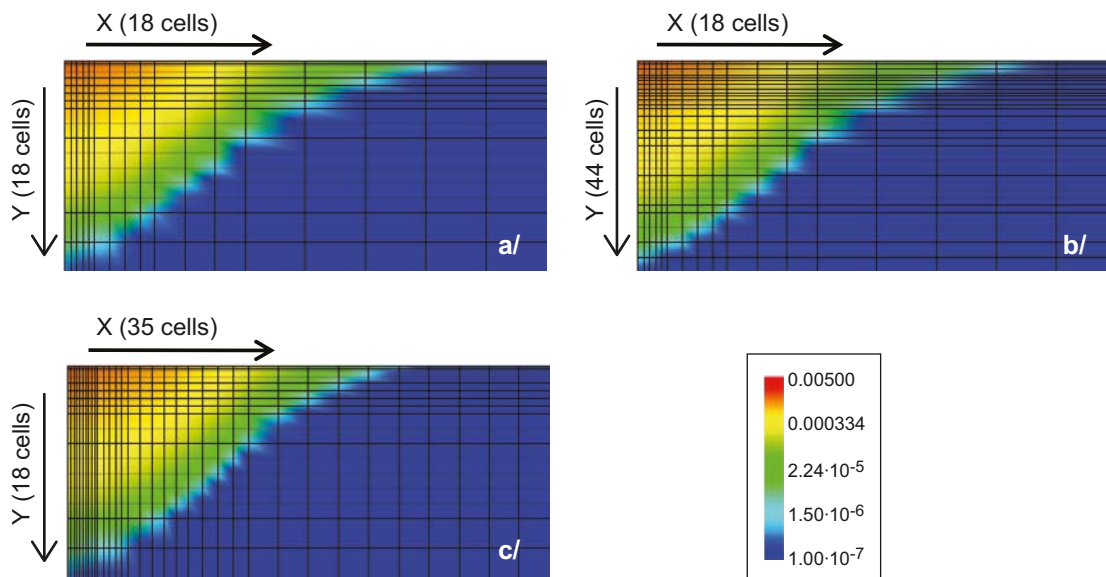 X (18 cells)
Y (18 cells)
a/
X (18 cells)
Y (44 cells)
b/
X (35 cells)
Y (18 cells)
c/
0.00500
0.000334
2.24·10⁻⁵
1.50·10⁻⁶
1.00·10⁻⁷